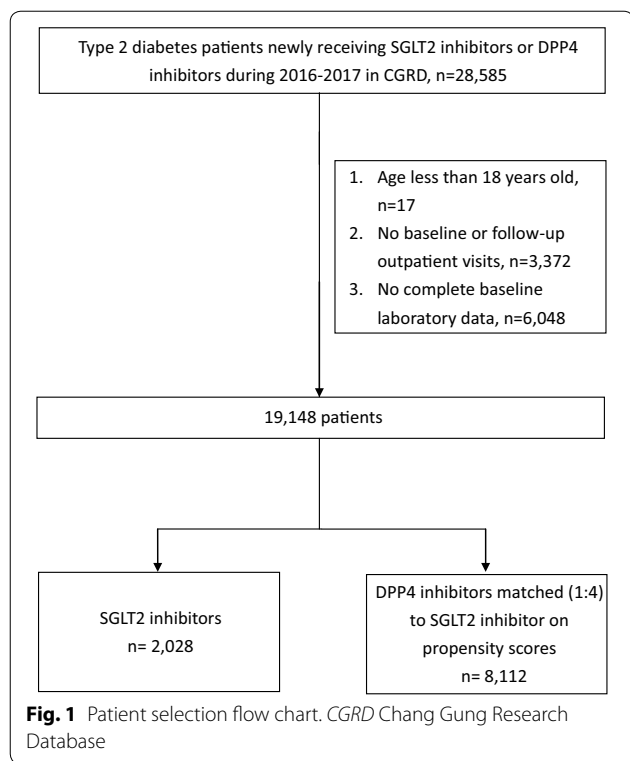 Type 2 diabetes patients newly receiving SGLT2 inhibitors or DPP4
inhibitors during 2016-2017 in CGRD, n=28,585
1. Age less than 18 years old,
n=17
2. No baseline or follow-up
outpatient visits, n=3,372
3. No complete baseline
laboratory data, n=6,048
19,148 patients
SGLT2 inhibitors
n= 2,028
DPP4 inhibitors matched (1:4)
to SGLT2 inhibitor on
propensity scores
n= 8,112
Fig. 1 Patient selection flow chart. CGRD Chang Gung Research
Database